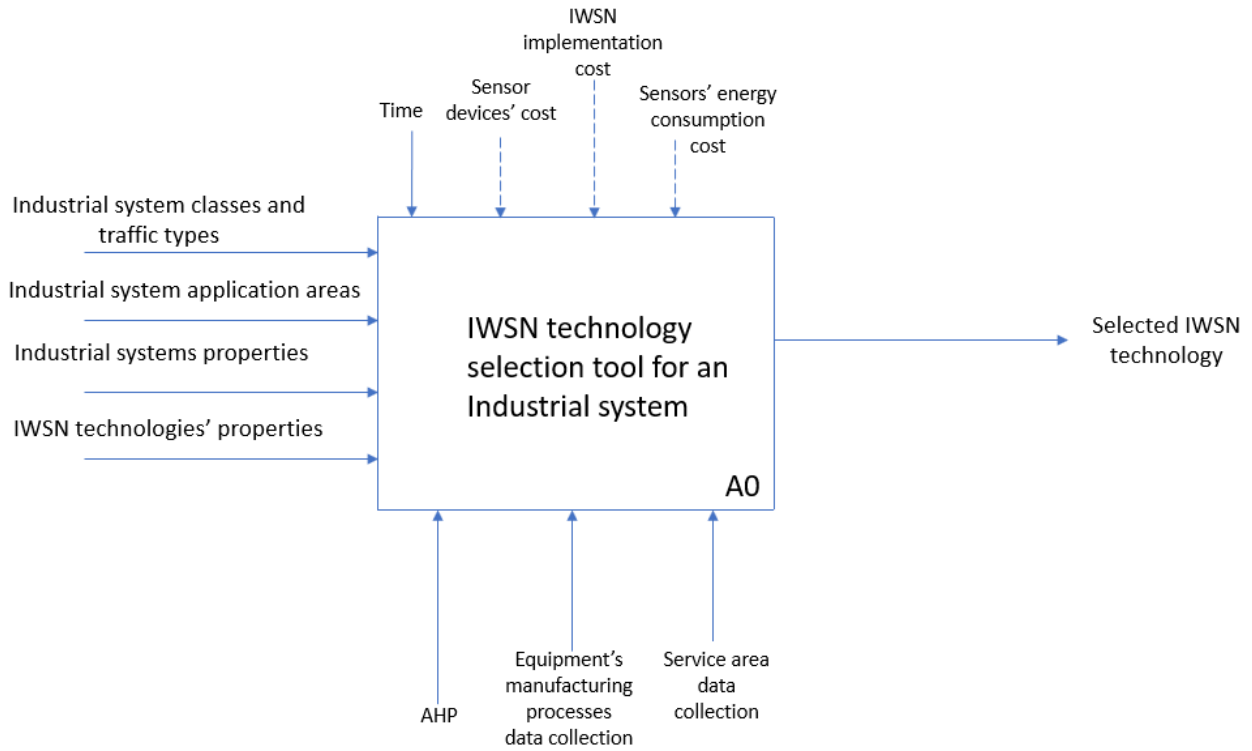 IWSN
implementation
cost
Sensor
devices’ cost
Sensors’ energy
consumption
cost
Time
Industrial system classes and
traffic types
Industrial system application areas
Industrial systems properties
IWSN technologies’ properties
IWSN technology
selection tool for an
Industrial system
A0
Selected IWSN
technology
AHP
Equipment’s
manufacturing
processes
data collection
Service area
data
collection